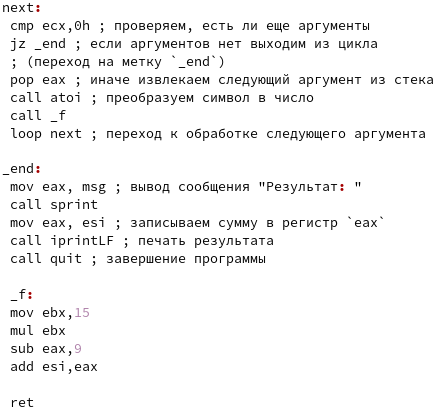 next:
cmp ecx,0h ; проверяем, есть ли еще аргументы
jz _end ; если аргументов нет выходим из цикла
; (переход на метку `_end`)
pop eax ; иначе извлекаем следующий аргумент из стека
call atoi ; преобразуем символ в число
call _f
loop next ; переход к обработке следующего аргумента
_end:
mov eax, msg ; вывод сообщения "Результат: "
call sprint
mov eax, esi ; записываем сумму в регистр `eax`
call iprintLF ; печать результата
call quit ; завершение программы
_f:
mov ebx,15
mul ebx
sub eax,9
add esi,eax
ret